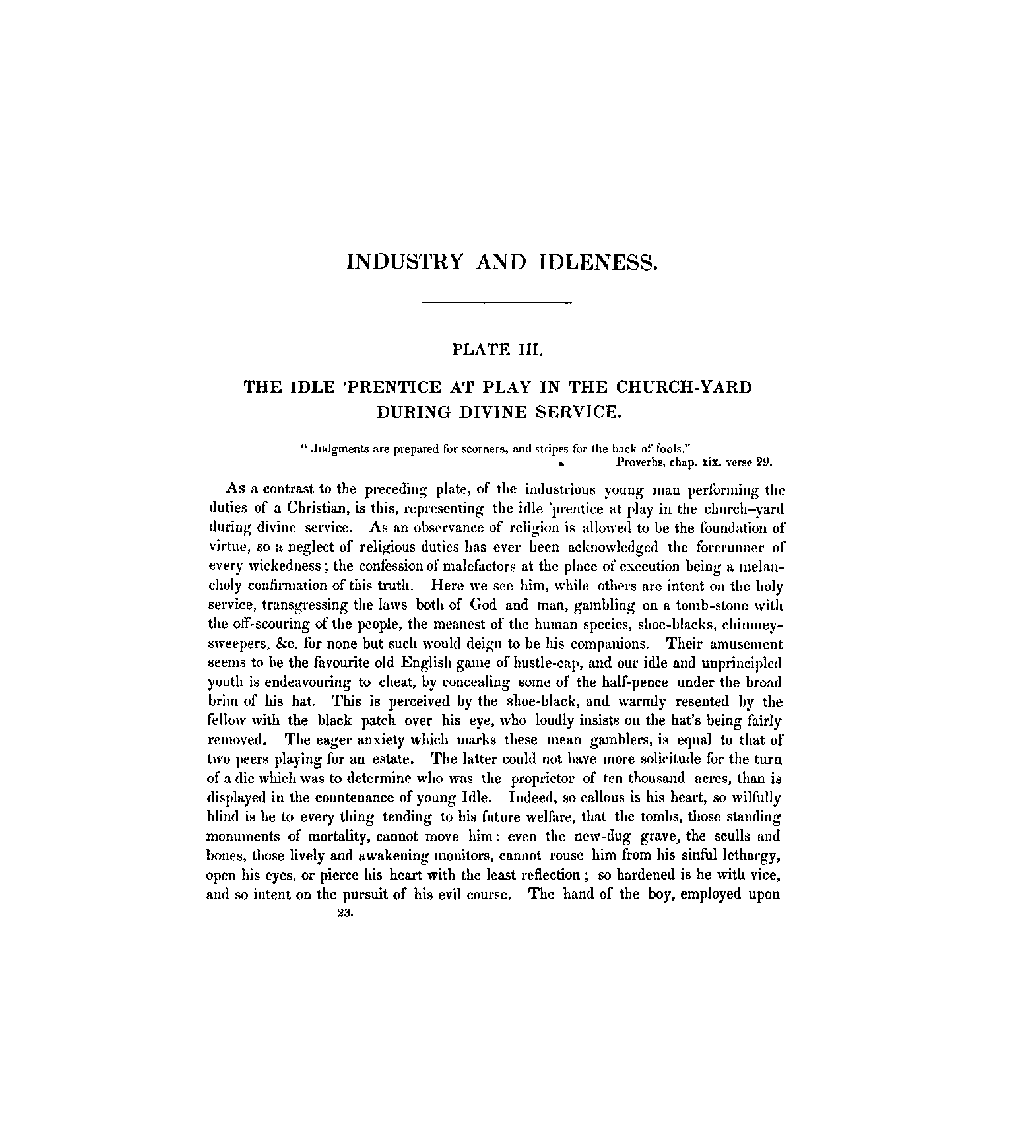 INDUSTRY AND IDLENESS.
PLATE III.
THE IDLE 'PRENTICE AT PLAY IN THE CHURCH-YARD
DURING DIVINE SERVICE.
"Judgments are prepared for scorners, and stripes for the back of fools."
Proverbs, chap. xix. verse 29.
As a contrast to the preceding plate, of the industrious young man performing the
duties of a Christian, is this, representing the idle 'prentice at play in the church-yard
during divine service. As an observance of religion is allowed to be the foundation of
virtue, so a neglect of religious duties has ever been acknowledged the forerunner of
every wickedness; the confession of malefactors at the place of execution being a melan-
choly confirmation of this truth. Here we see him, while others are intent on the holy
service, transgressing the laws both of God and man, gambling on a tomb-stone with
the off-scouring of the people, the meanest of the human species, shoe-blacks, chimney-
sweepers, &c. for none but such would deign to be his companions. Their amusement
seems to be the favourite old English game of hustle-cap, and our idle and unprincipled
youth is endeavouring to cheat, by concealing some of the half-pence under the broad
brim of his hat. This is perceived by the shoe-black, and warmly resented by the
fellow with the black patch over his eye, who loudly insists on the hat's being fairly
removed. The eager anxiety which marks these mean gamblers, is equal to that of
two peers playing for an estate. The latter could not have more solicitude for the turn
of a die which was to determine who was the proprietor of ten thousand acres, than is
displayed in the countenance of young Idle. Indeed, so callous is his heart, so wilfully
blind is he to every thing tending to his future welfare, that the tombs, those standing
monuments of mortality, cannot move him: even the new-dug grave, the sculls and
bones, those lively and awakening monitors, cannot rouse him from his sinful lethargy,
open his eyes, or pierce his heart with the least reflection; so hardened is he with vice,
and so intent on the pursuit of his evil course. The hand of the boy, employed upon
23.